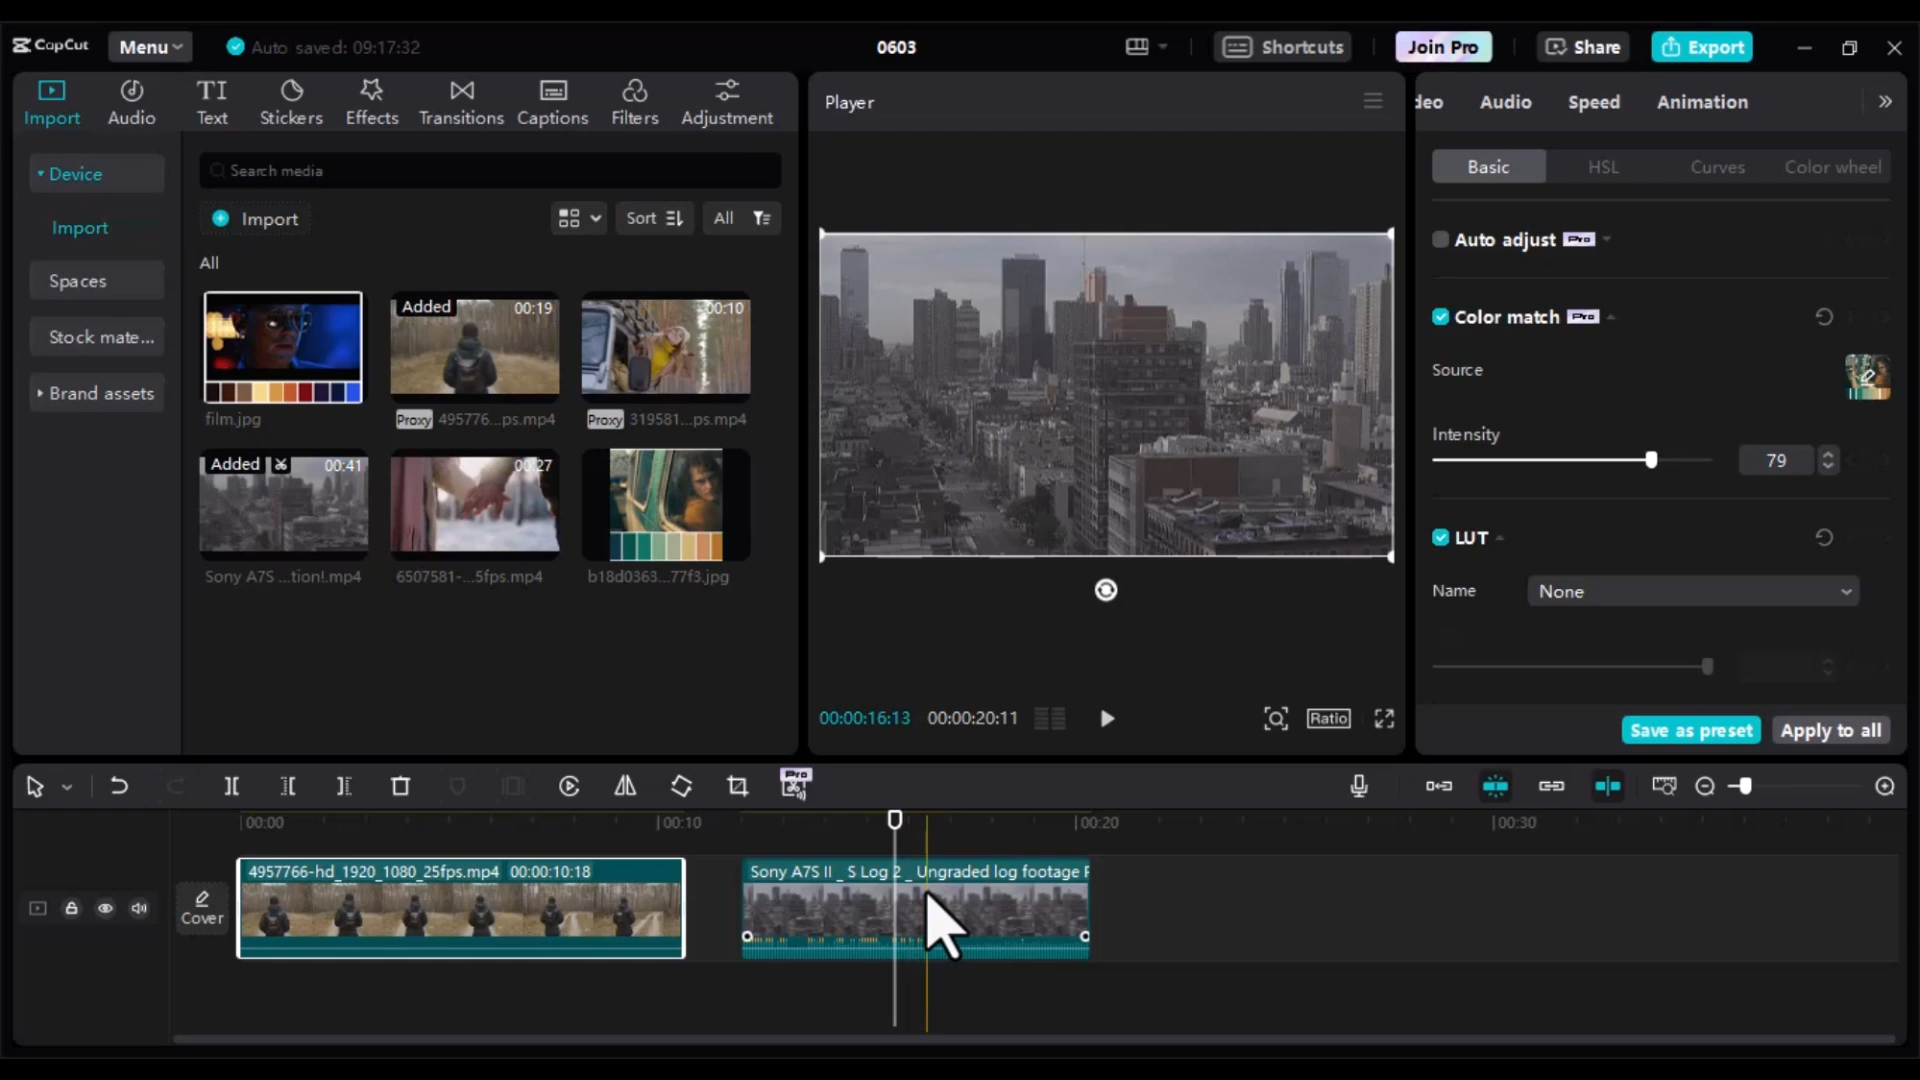 CapCut Menu Auto saved: 09:17:32 0603 Shortcuts Join Pro Share Export
Import Audio Text Stickers Effects Transitions Captions Filters Adjustment
Device
Import
Spaces
Stock mate...
Brand assets
Search media
Import Sort All
All
film.jpg
Added 00:19
Proxy 495776...ps.mp4
00:10
Proxy 319581...ps.mp4
Added 00:41
Sony A7S ...tion!.mp4
00:27
6507581-...5fps.mp4
b18d0363...77f3.jpg
Player
00:00:16:13 00:00:20:11 Ratio
deo Audio Speed Animation
Basic HSL Curves Color wheel
Auto adjust Pro
Color match Pro
Source
Intensity
79
LUT
Name None
Save as preset Apply to all
Pro
00:00 00:10 00:20 00:30
Cover
4957766-hd_1920_1080_25fps.mp4 00:00:10:18
Sony A7S II _ S Log 2 _ Ungraded log footage F